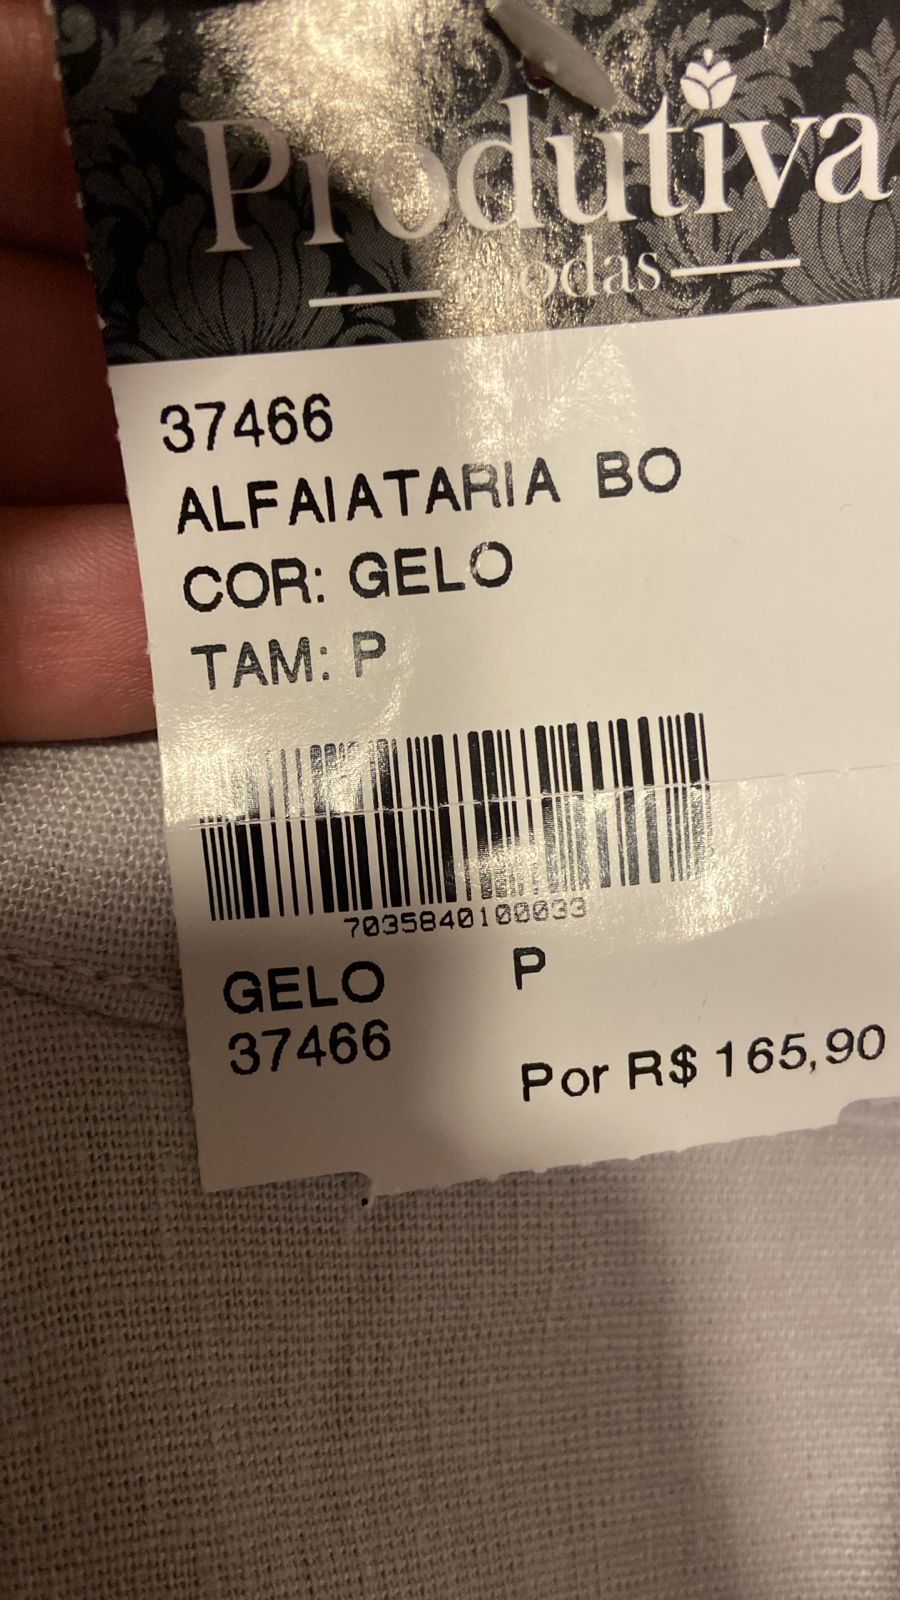 Produtiva
modas
37466
ALFAIATARIA BO
COR: GELO
TAM: P
7035840100033
GELO P
37466
Por R$ 165,90